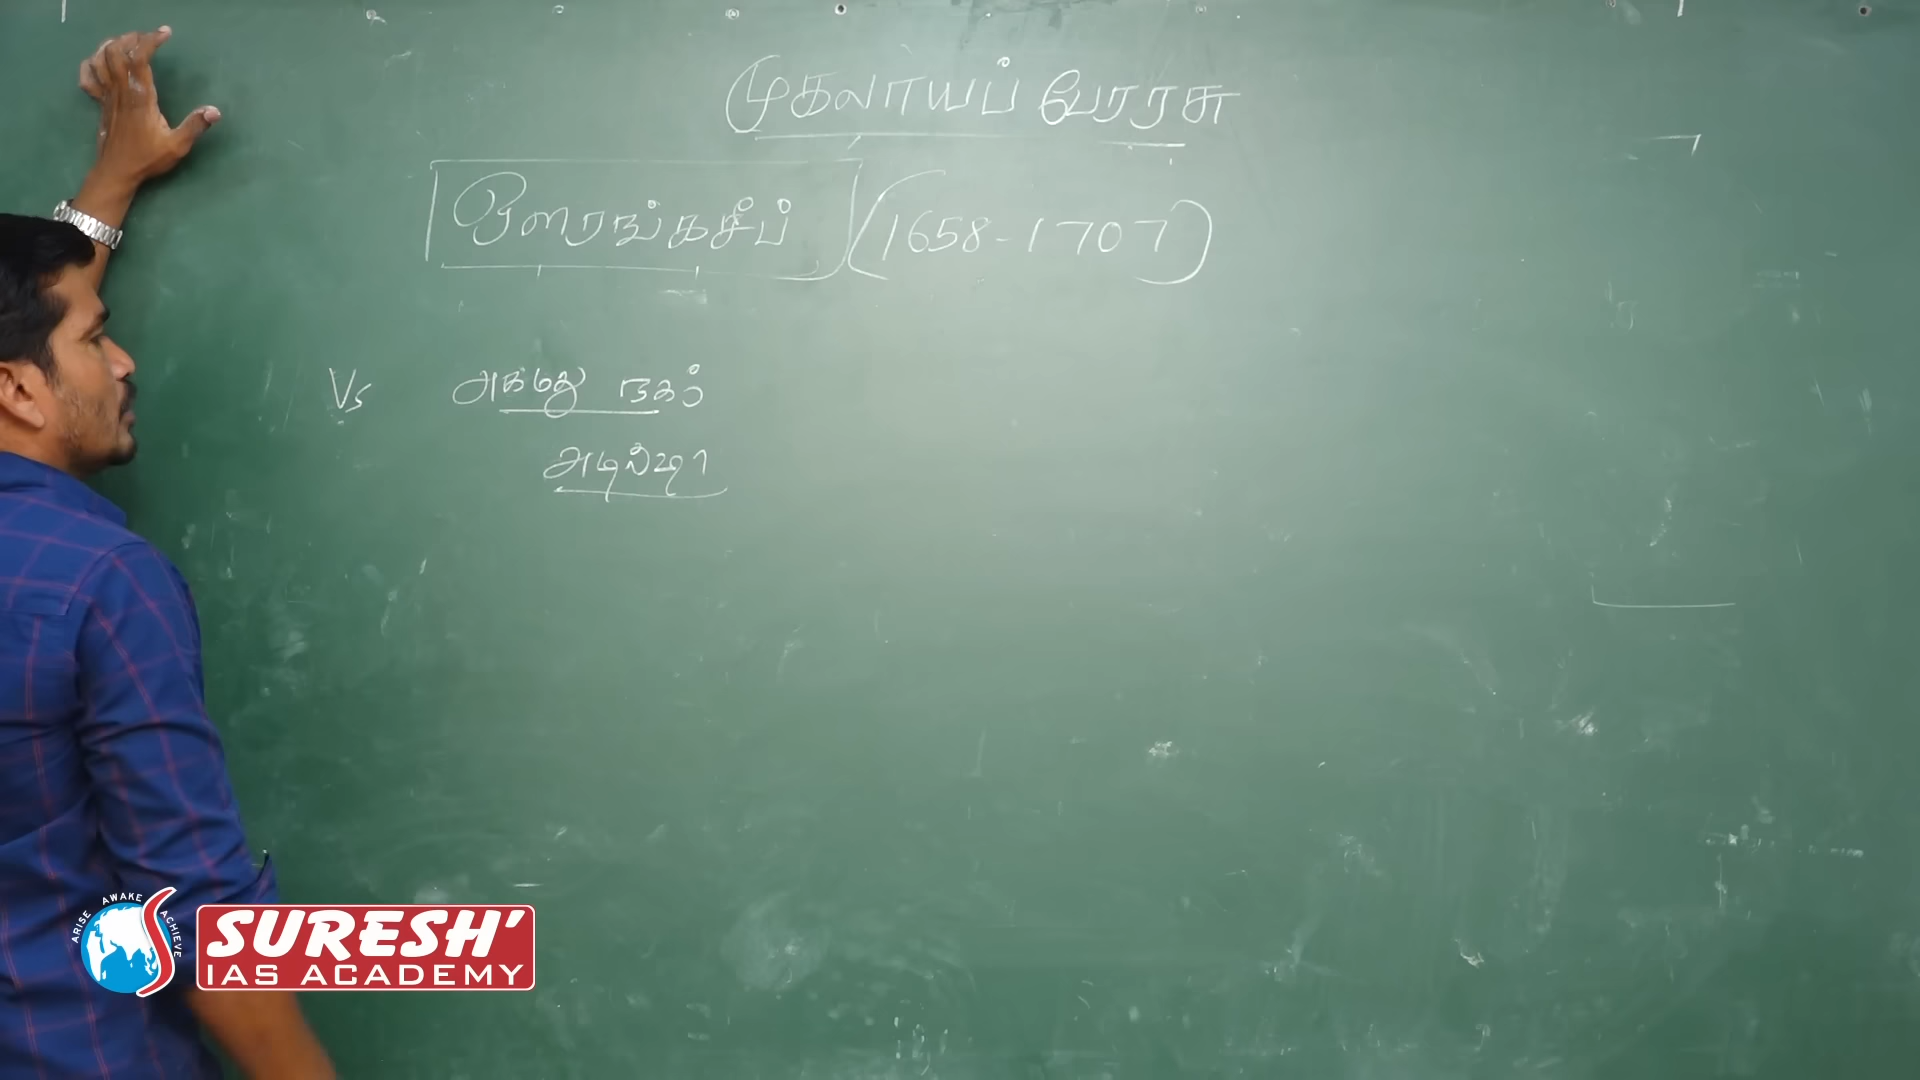 முகலாயப் பேரரசு
ஔரங்கசீப் (1658-1707)
Vs அகமது நகர்
அடில்ஷா
ARISE AWAKE ACHIEVE
SURESH'
IAS ACADEMY